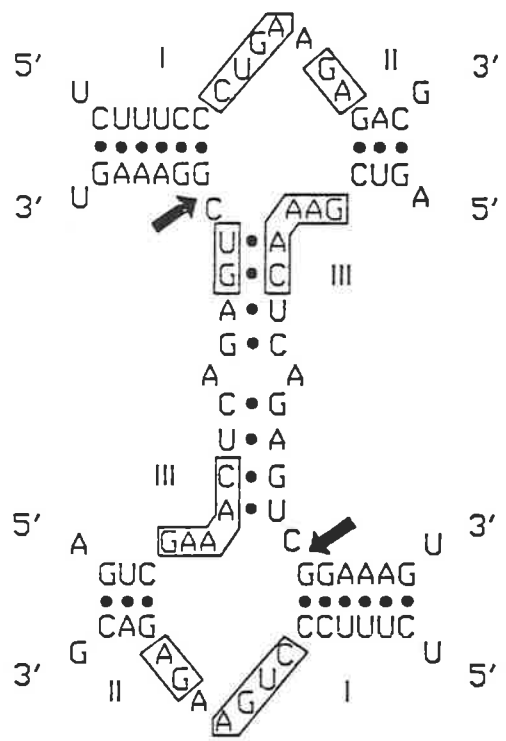 5′ I CUGA A GA II 3′
U G
CUUUCC GAC
GAAAGG CUG
3′ U A 5′
C AAG
U A
G C III
A U
G C
A A
C G
U A
III C G
A U
5′ GAA C 3′
A U
GUC GGAAAG
CAG CCUUUC
G U
3′ II AG A AGUC I 5′